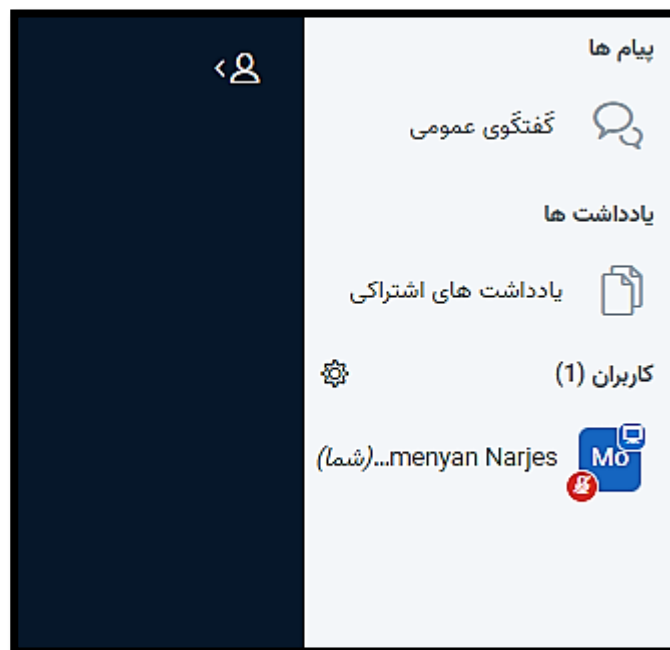 پیام ها
گفتگوی عمومی
یادداشت ها
یادداشت های اشتراکی
کاربران (1)
Mo
menyan Narjes...(شما)